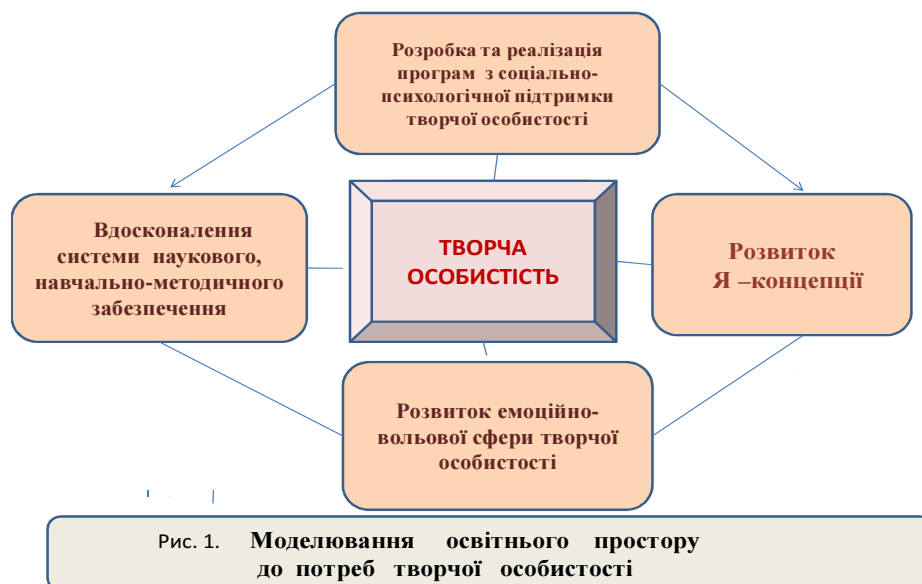 Розробка та реалізація
програм з соціально-
психологічної підтримки
творчої особистості
Вдосконалення
системи наукового,
навчально-методичного
забезпечення
ТВОРЧА
ОСОБИСТІСТЬ
Розвиток
Я –концепції
Розвиток емоційно-
вольової сфери творчої
особистості
Рис. 1. Моделювання освітнього простору
до потреб творчої особистості